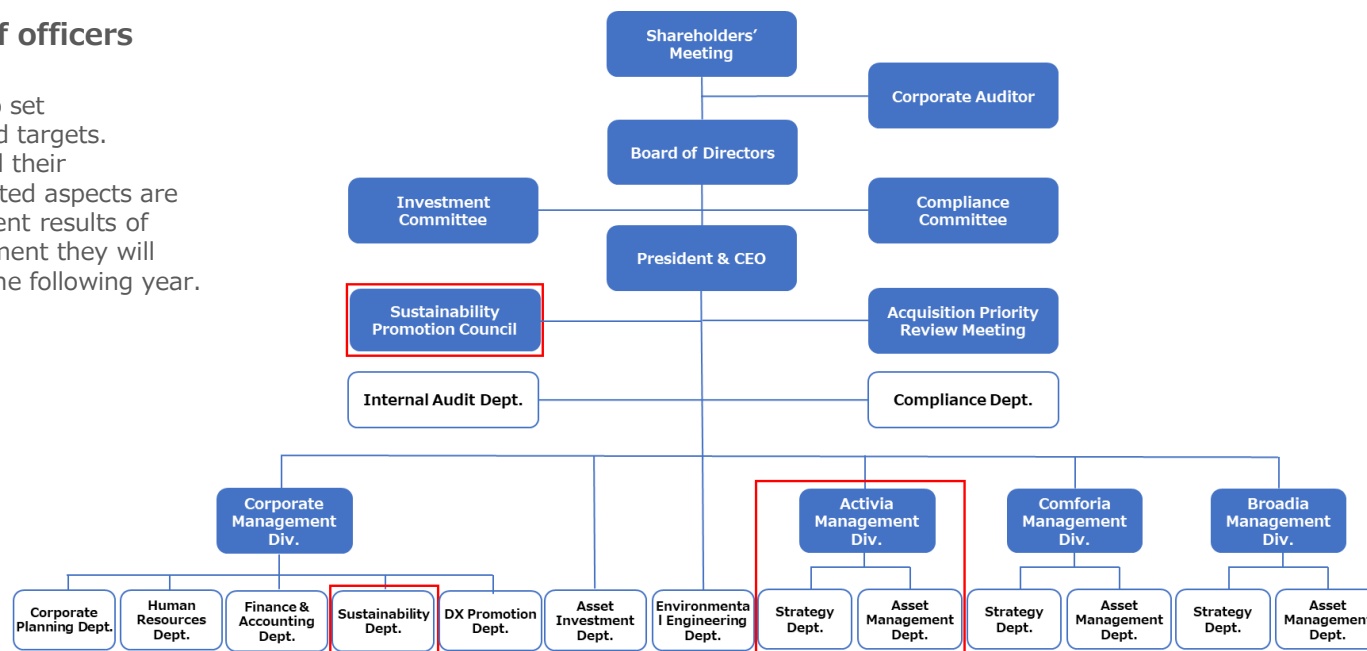 f officers
set
d targets.
d their
ted aspects are
ent results of
ment they will
he following year.
Shareholders'
Meeting
Corporate Auditor
Board of Directors
Investment
Committee
Compliance
Committee
President & CEO
Sustainability
Promotion Council
Acquisition Priority
Review Meeting
Internal Audit Dept.
Compliance Dept.
Corporate
Management
Div.
Activia
Management
Div.
Comforia
Management
Div.
Broadia
Management
Div.
Corporate
Planning Dept.
Human
Resources
Dept.
Finance &
Accounting
Dept.
Sustainability
Dept.
DX Promotion
Dept.
Asset
Investment
Dept.
Environmenta
l Engineering
Dept.
Strategy
Dept.
Asset
Management
Dept.
Strategy
Dept.
Asset
Management
Dept.
Strategy
Dept.
Asset
Management
Dept.